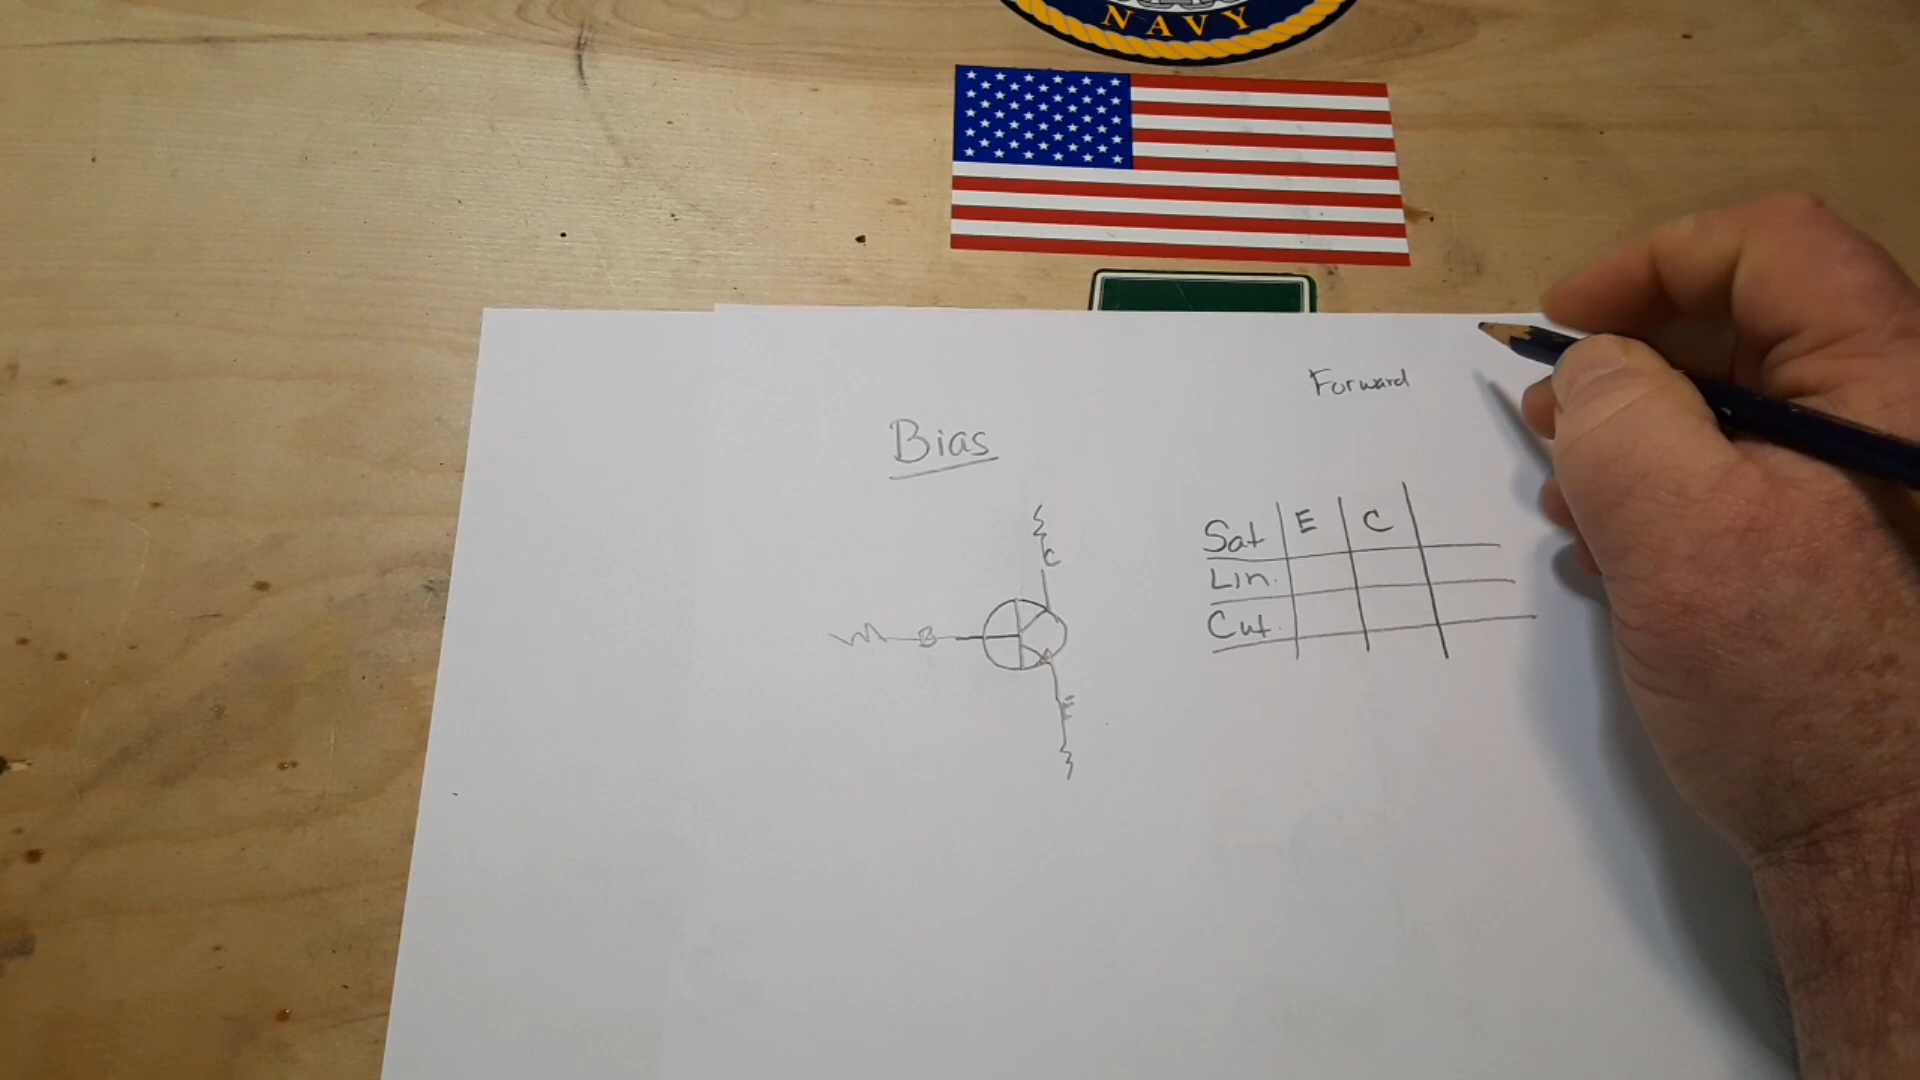 NAVY
Forward
Bias
C
B
E
Sat E C
Lin.
Cut.